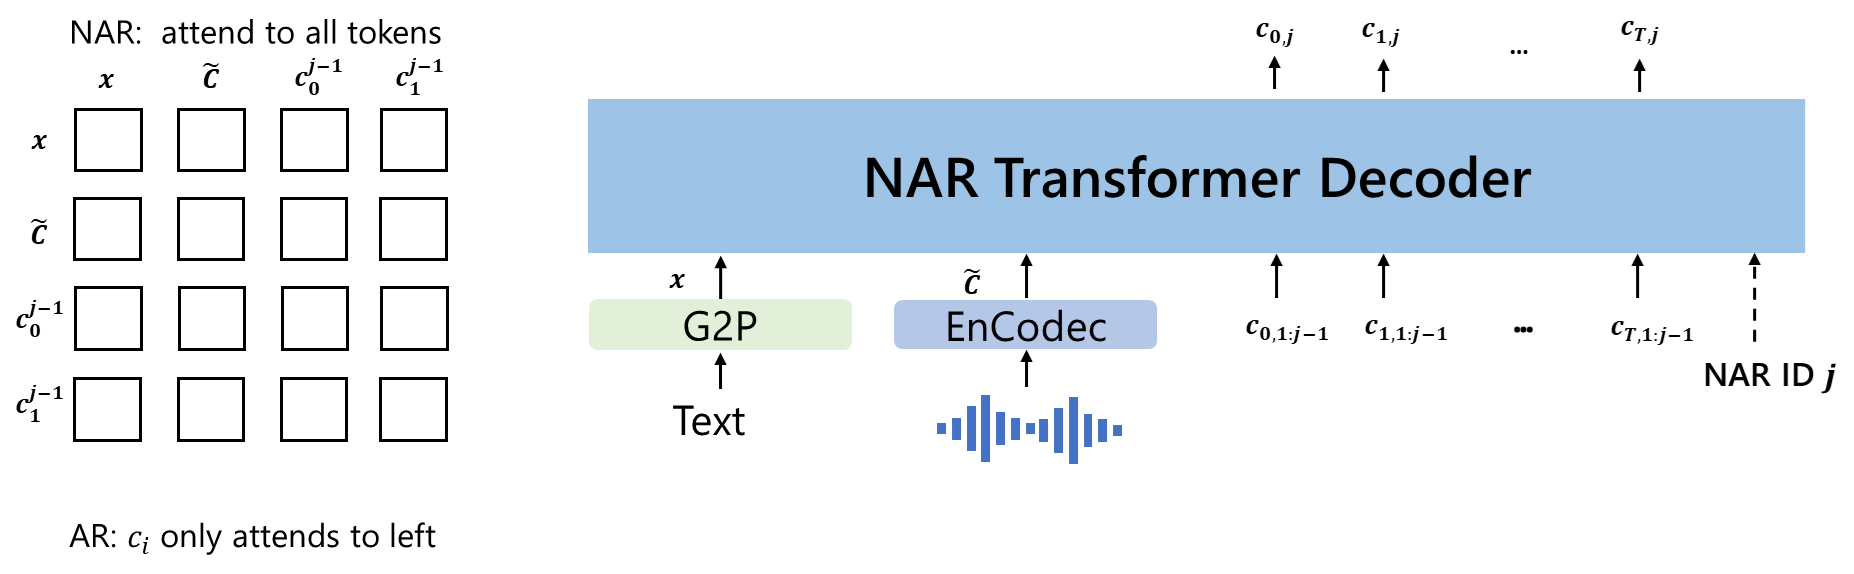 NAR: attend to all tokens
x C̃ c_0^{j−1} c_1^{j−1}
x
C̃
c_0^{j−1}
c_1^{j−1}
AR: c_i only attends to left
c_{0,j} c_{1,j} ... c_{T,j}
NAR Transformer Decoder
x C̃
G2P EnCodec c_{0,1:j−1} c_{1,1:j−1} ... c_{T,1:j−1}
NAR ID j
Text